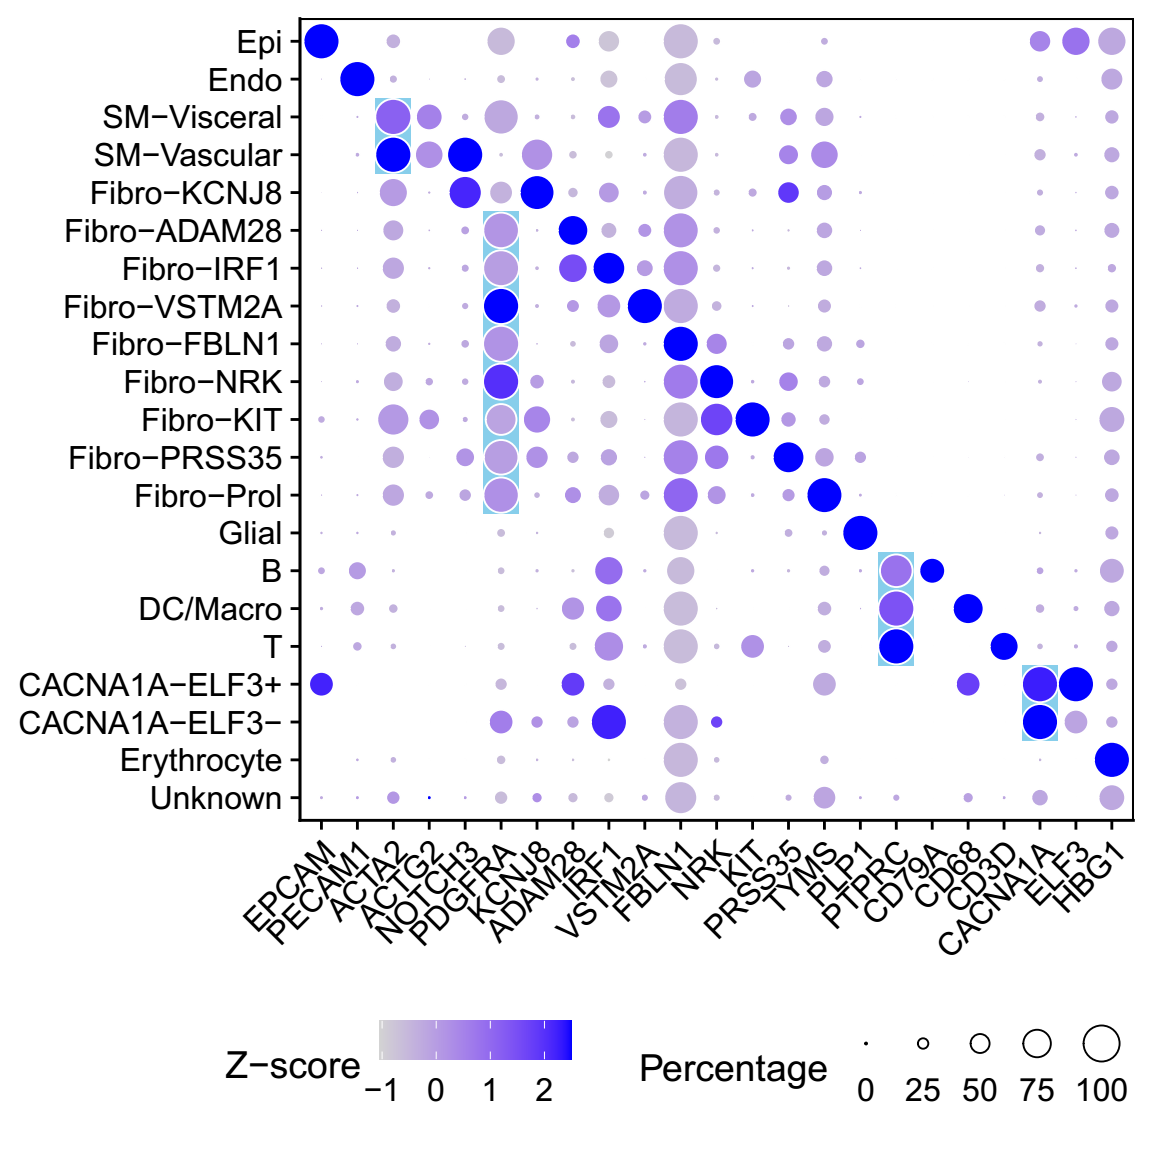 Epi
Endo
SM−Visceral
SM−Vascular
Fibro−KCNJ8
Fibro−ADAM28
Fibro−IRF1
Fibro−VSTM2A
Fibro−FBLN1
Fibro−NRK
Fibro−KIT
Fibro−PRSS35
Fibro−Prol
Glial
B
DC/Macro
T
CACNA1A−ELF3+
CACNA1A−ELF3−
Erythrocyte
Unknown
EPCAM
PECAM1
ACTA2
ACTG2
NOTCH3
PDGFRA
KCNJ8
ADAM28
IRF1
VSTM2A
FBLN1
NRK
KIT
PRSS35
TYMS
PLP1
PTPRC
CD79A
CD68
CD3D
CACNA1A
ELF3
HBG1
Z−score
−1 0 1 2
Percentage
0 25 50 75 100